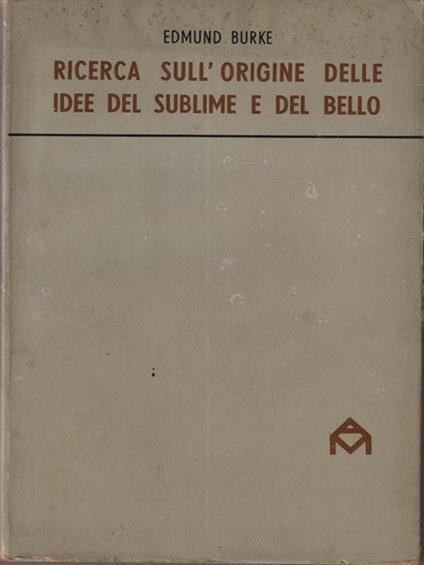 EDMUND BURKE
RICERCA SULL'ORIGINE DELLE
IDEE DEL SUBLIME E DEL BELLO